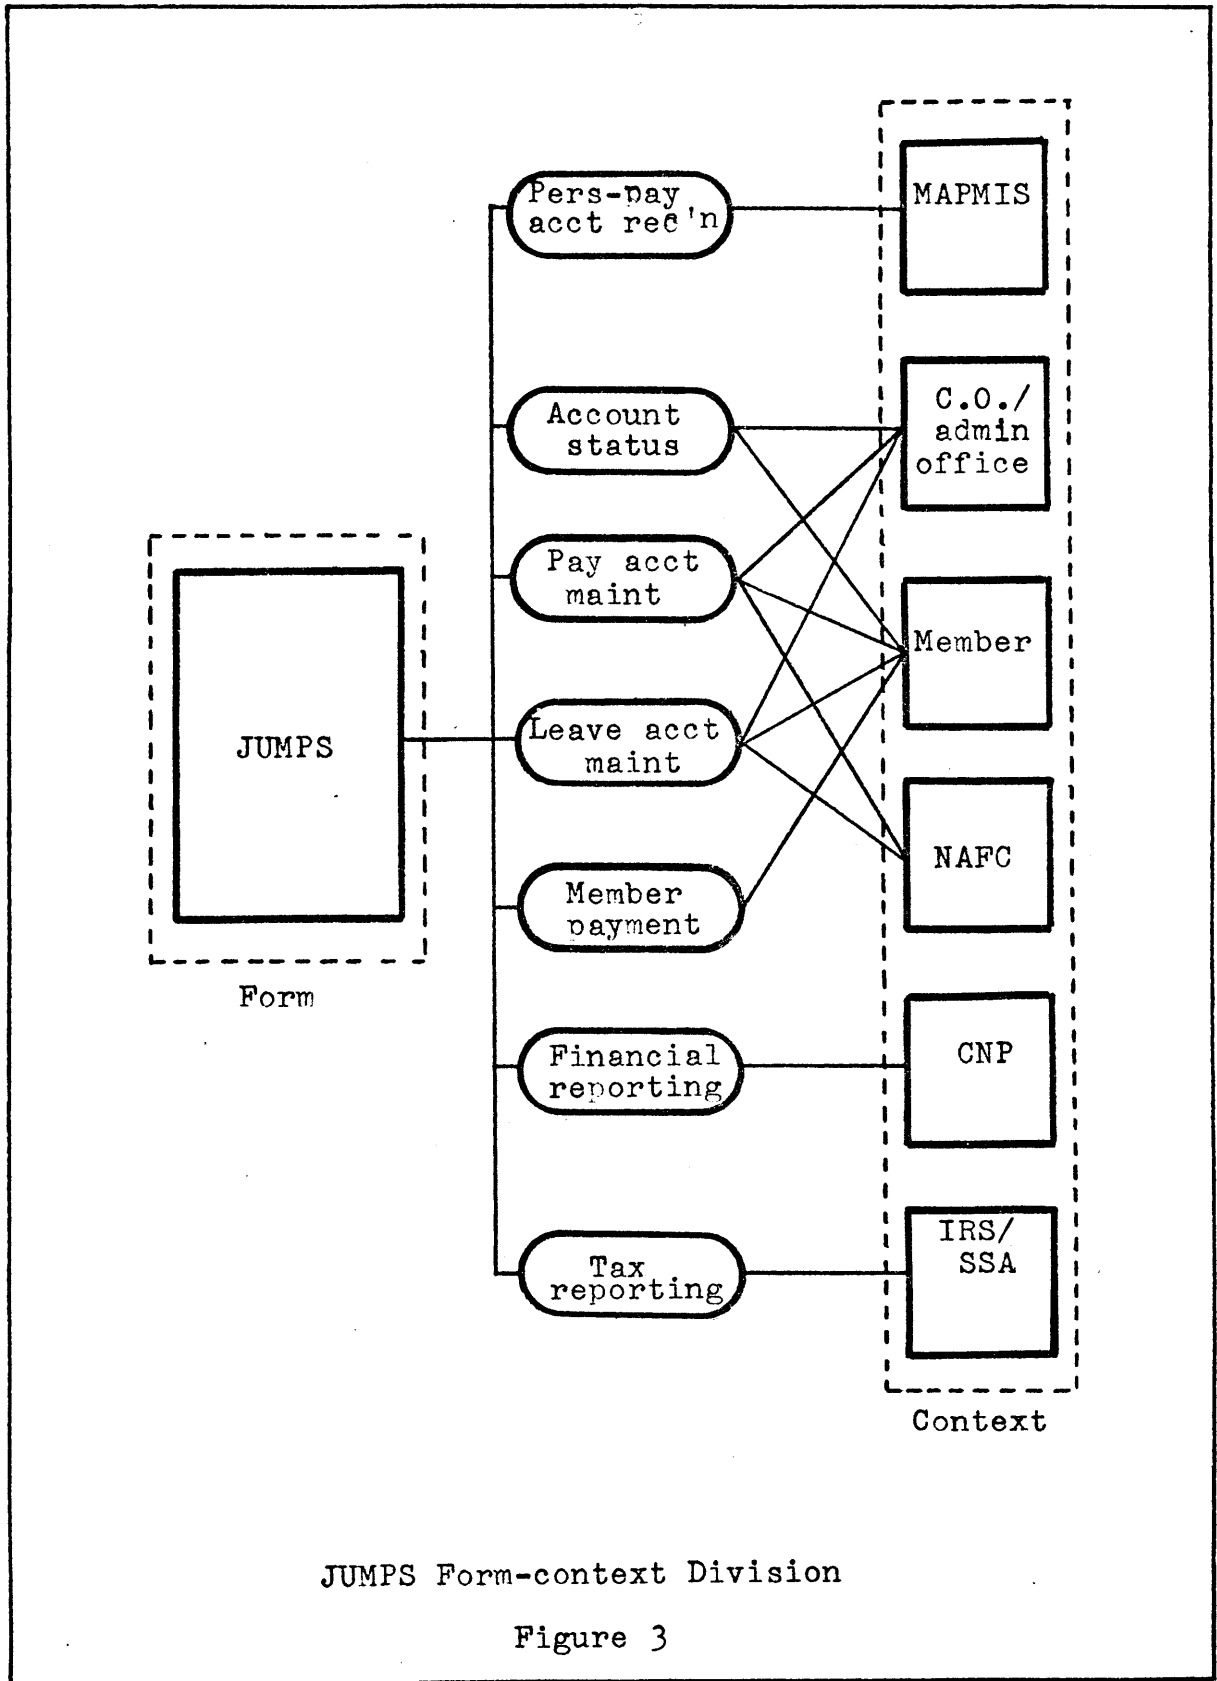 Pers-pay
acct rec'n
MAPMIS
Account
status
C.O./
admin
office
Pay acct
maint
Member
Leave acct
maint
JUMPS
NAFC
Member
payment
Form
Financial
reporting
CNP
Tax
reporting
IRS/
SSA
Context
JUMPS Form-context Division
Figure 3